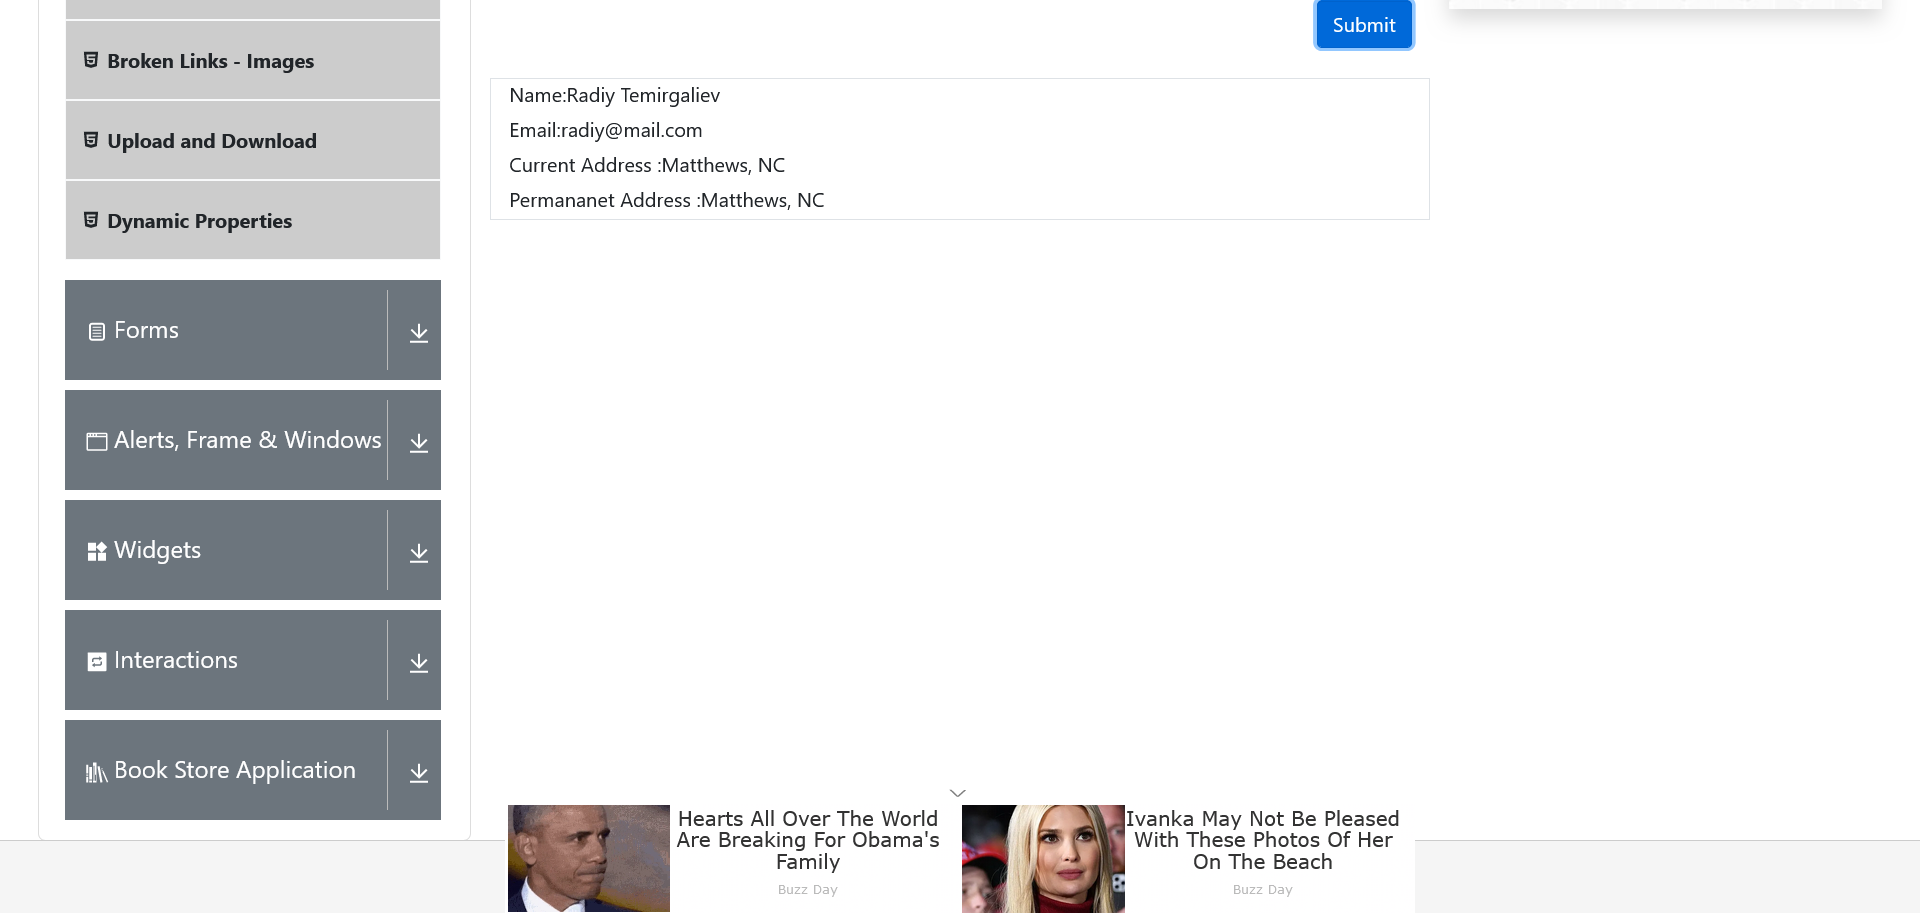 Submit
Broken Links - Images
Upload and Download
Dynamic Properties
Name:Radiy Temirgaliev
Email:radiy@mail.com
Current Address :Matthews, NC
Permananet Address :Matthews, NC
Forms
Alerts, Frame & Windows
Widgets
Interactions
Book Store Application
Hearts All Over The World
Are Breaking For Obama's
Family
Buzz Day
Ivanka May Not Be Pleased
With These Photos Of Her
On The Beach
Buzz Day